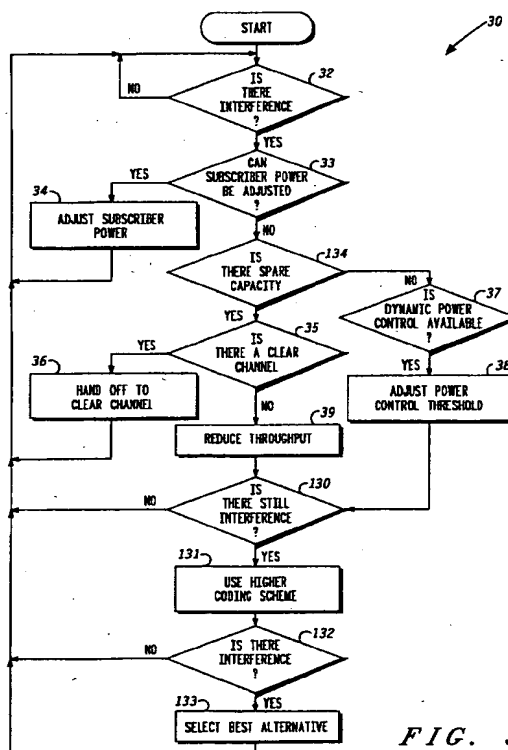 START
30
IS
THERE
INTERFERENCE
?
32
NO
YES
CAN
SUBSCRIBER POWER
BE ADJUSTED
?
33
YES
34
ADJUST SUBSCRIBER
POWER
NO
IS
THERE SPARE
CAPACITY
134
NO
IS
DYNAMIC POWER
CONTROL AVAILABLE
?
37
YES
YES
IS
THERE A CLEAR
CHANNEL
35
YES
36
HAND OFF TO
CLEAR CHANNEL
38
ADJUST POWER
CONTROL THRESHOLD
NO
39
REDUCE THROUGHPUT
IS
THERE STILL
INTERFERENCE
?
130
NO
YES
131
USE HIGHER
CODING SCHEME
IS THERE
INTERFERENCE
?
132
NO
YES
133
SELECT BEST ALTERNATIVE
FIG.